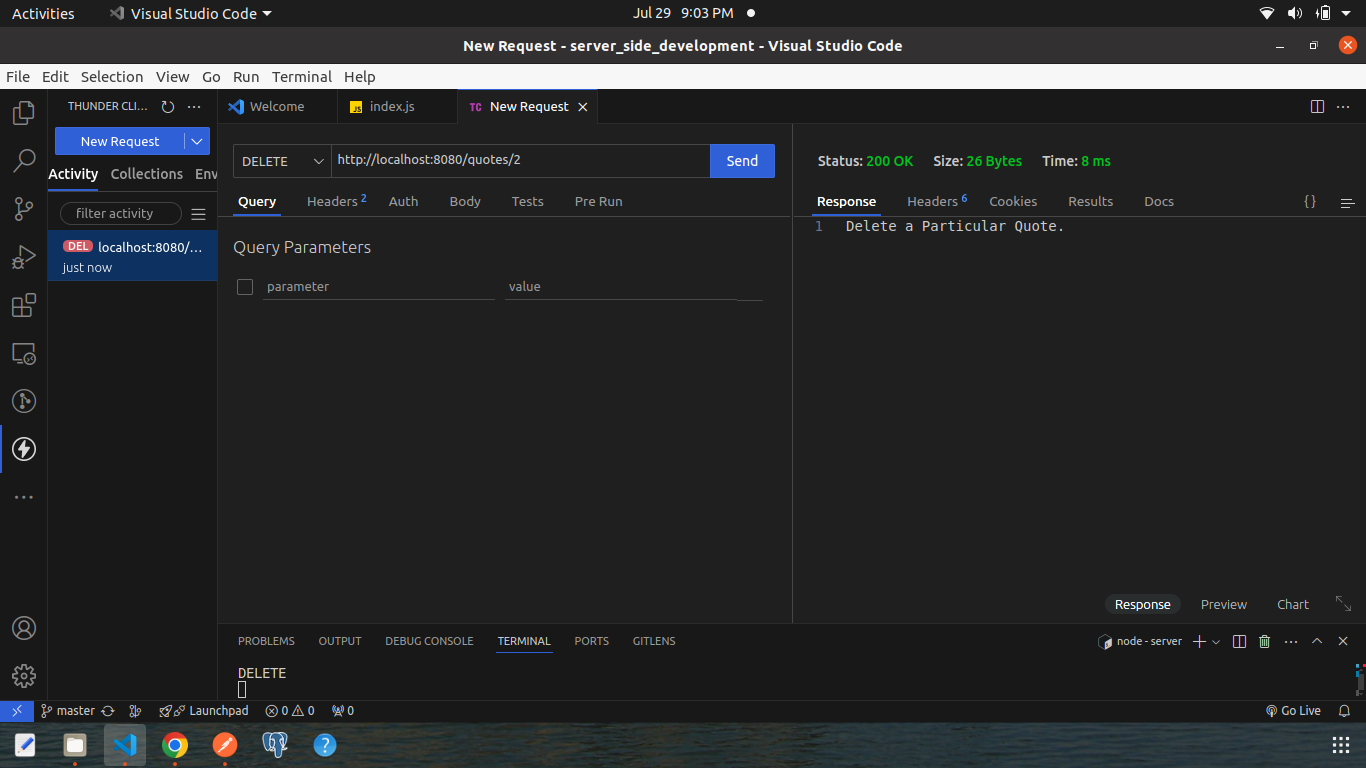 Activities Visual Studio Code Jul 29 9:03 PM
New Request - server_side_development - Visual Studio Code
File Edit Selection View Go Run Terminal Help
THUNDER CLI...
New Request
Activity Collections Env
filter activity
DEL localhost:8080/...
just now
Welcome index.js TC New Request
JS
DELETE http://localhost:8080/quotes/2 Send
Query Headers 2 Auth Body Tests Pre Run
Query Parameters
parameter value
Status: 200 OK Size: 26 Bytes Time: 8 ms
Response Headers 6 Cookies Results Docs {}
1 Delete a Particular Quote.
Response Preview Chart
PROBLEMS OUTPUT DEBUG CONSOLE TERMINAL PORTS GITLENS node - server
DELETE
master Launchpad 0 0 0 Go Live